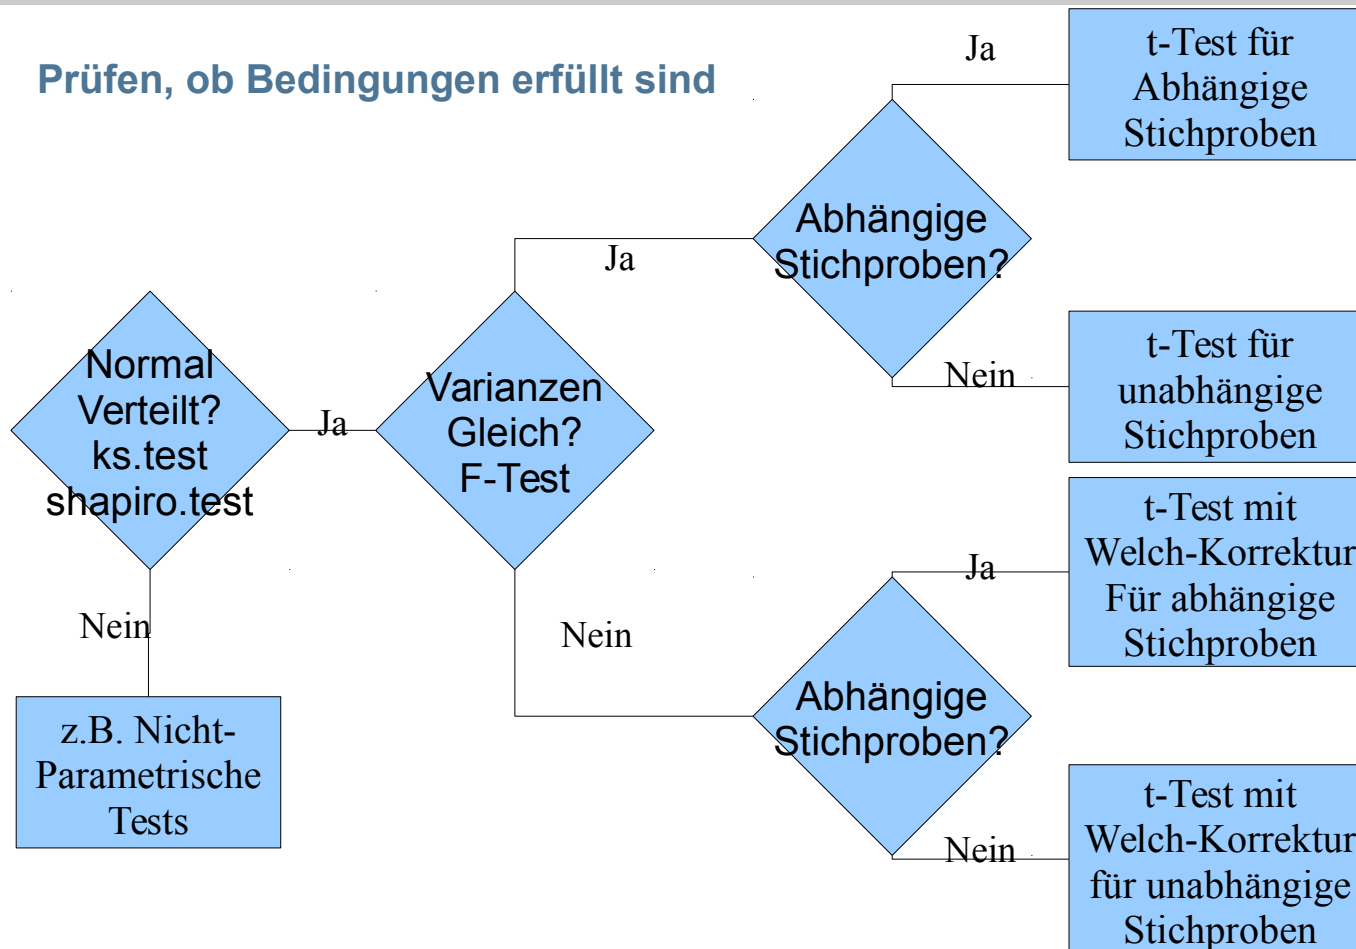 Prüfen, ob Bedingungen erfüllt sind
Normal
Verteilt?
ks.test
shapiro.test
Ja
Nein
z.B. Nicht-
Parametrische
Tests
Varianzen
Gleich?
F-Test
Ja
Nein
Abhängige
Stichproben?
Ja
t-Test für
Abhängige
Stichproben
Nein
t-Test für
unabhängige
Stichproben
Abhängige
Stichproben?
Ja
t-Test mit
Welch-Korrektur
Für abhängige
Stichproben
Nein
t-Test mit
Welch-Korrektur
für unabhängige
Stichproben